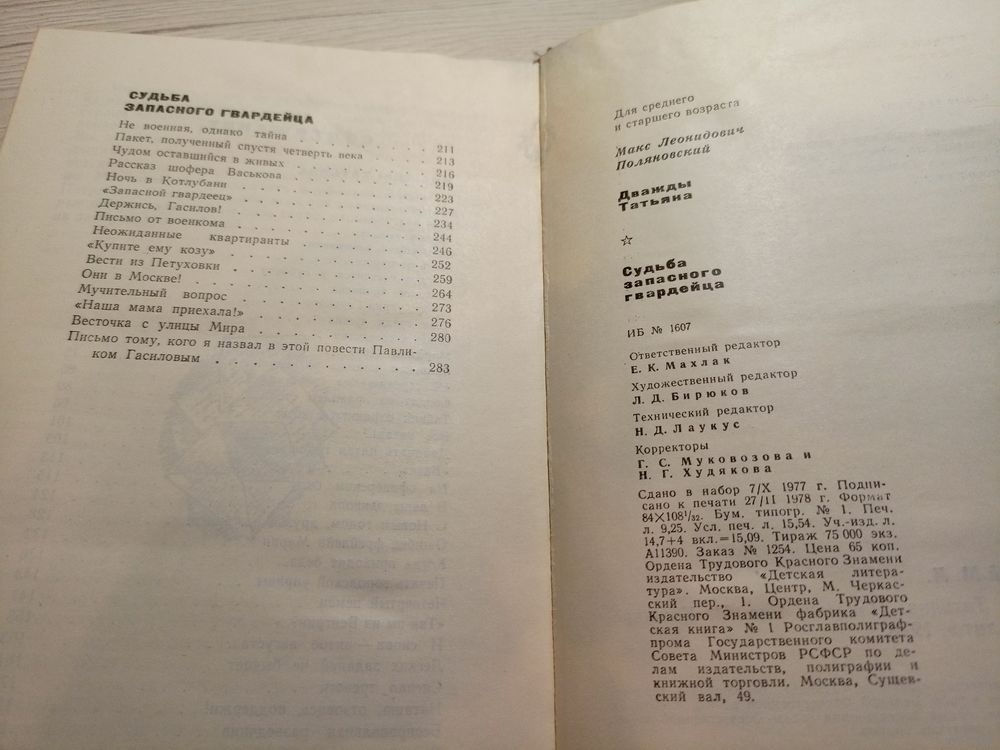 СУДЬБА
ЗАПАСНОГО ГВАРДЕЙЦА
Не военная, однако тайна . . . . . . . . . . 211
Пакет, полученный спустя четверть века . . . . 213
Чудом оставшийся в живых . . . . . . . . . . 216
Рассказ шофера Васькова . . . . . . . . . . 219
Ночь в Котлубани . . . . . . . . . . 223
«Запасной гвардеец» . . . . . . . . . . 227
Держись, Гасилов! . . . . . . . . . . 234
Письмо от военкома . . . . . . . . . . 244
Неожиданные квартиранты . . . . . . . . . . 246
«Купите ему козу» . . . . . . . . . . 252
Вести из Петуховки . . . . . . . . . . 259
Они в Москве! . . . . . . . . . . 264
Мучительный вопрос . . . . . . . . . . 273
«Наша мама приехала!» . . . . . . . . . . 276
Весточка с улицы Мира . . . . . . . . . . 280
Письмо тому, кого я назвал в этой повести Павли-
ком Гасиловым . . . . . . . . . . 283
Для среднего
и старшего возраста
Макс Леонидович
Поляновский
Дважды
Татьяна
☆
Судьба
запасного
гвардейца
ИБ № 1607
Ответственный редактор
Е. К. Махлак
Художественный редактор
Л. Д. Бирюков
Технический редактор
Н. Д. Лаукус
Корректоры
Г. С. Муковозова и
Н. Г. Худякова
Сдано в набор 7/X 1977 г. Подпи-
сано к печати 27/II 1978 г. Формат
84×108¹/₃₂. Бум. типогр. № 1. Печ.
л. 9,25. Усл. печ. л. 15,54. Уч.-изд. л.
14,7+4 вкл.=15,09. Тираж 75 000 экз.
А11390. Заказ № 1254. Цена 65 коп.
Ордена Трудового Красного Знамени
издательство «Детская литера-
тура». Москва, Центр, М. Черкас-
ский пер., 1. Ордена Трудового
Красного Знамени фабрика «Дет-
ская книга» № 1 Росглавполиграф-
прома Государственного комитета
Совета Министров РСФСР по де-
лам издательств, полиграфии и
книжной торговли. Москва, Сущев-
ский вал, 49.